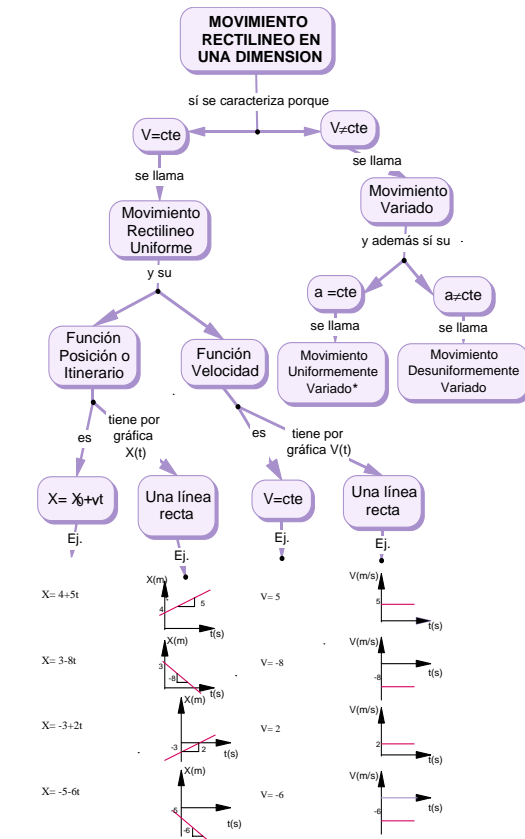 MOVIMIENTO
RECTILINEO EN
UNA DIMENSION
sí se caracteriza porque
V=cte
V≠cte
se llama
se llama
Movimiento
Rectilineo
Uniforme
Movimiento
Variado
y su
y además sí su
a =cte
a≠cte
se llama
se llama
Función
Posición o
Itinerario
Función
Velocidad
Movimiento
Uniformemente
Variado*
Movimiento
Desuniformemente
Variado
es
tiene por
gráfica
X(t)
es
tiene por
gráfica V(t)
X= X0+vt
Una línea
recta
V=cte
Una línea
recta
Ej.
Ej.
Ej.
Ej.
X= 4+5t
X(m)
4
5
t(s)
V= 5
V(m/s)
5
t(s)
X= 3-8t
X(m)
3
-8
t(s)
V= -8
V(m/s)
-8
t(s)
X= -3+2t
X(m)
-3
2
t(s)
V= 2
V(m/s)
2
t(s)
X= -5-6t
X(m)
-5
-6
t(s)
V= -6
V(m/s)
-6
t(s)